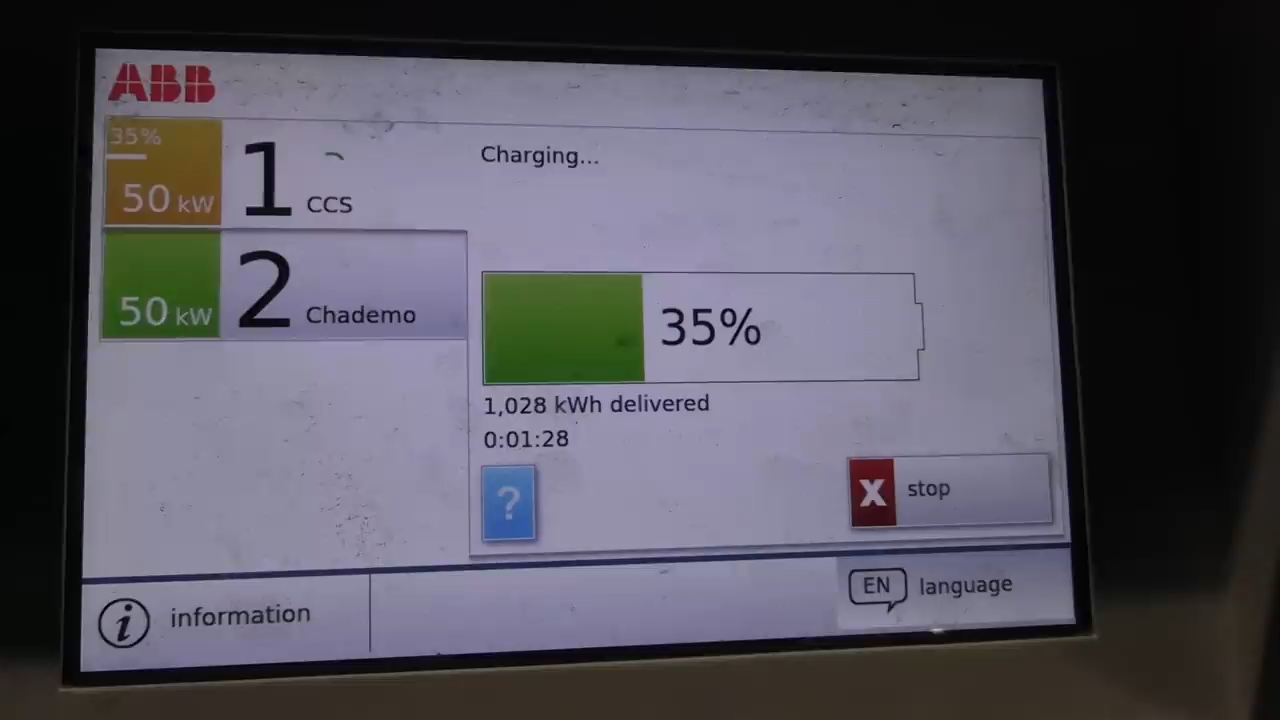 ABB
35%
50 kW
1 CCS
50 kW
2 Chademo
Charging...
35%
1,028 kWh delivered
0:01:28
?
X stop
i information
EN language